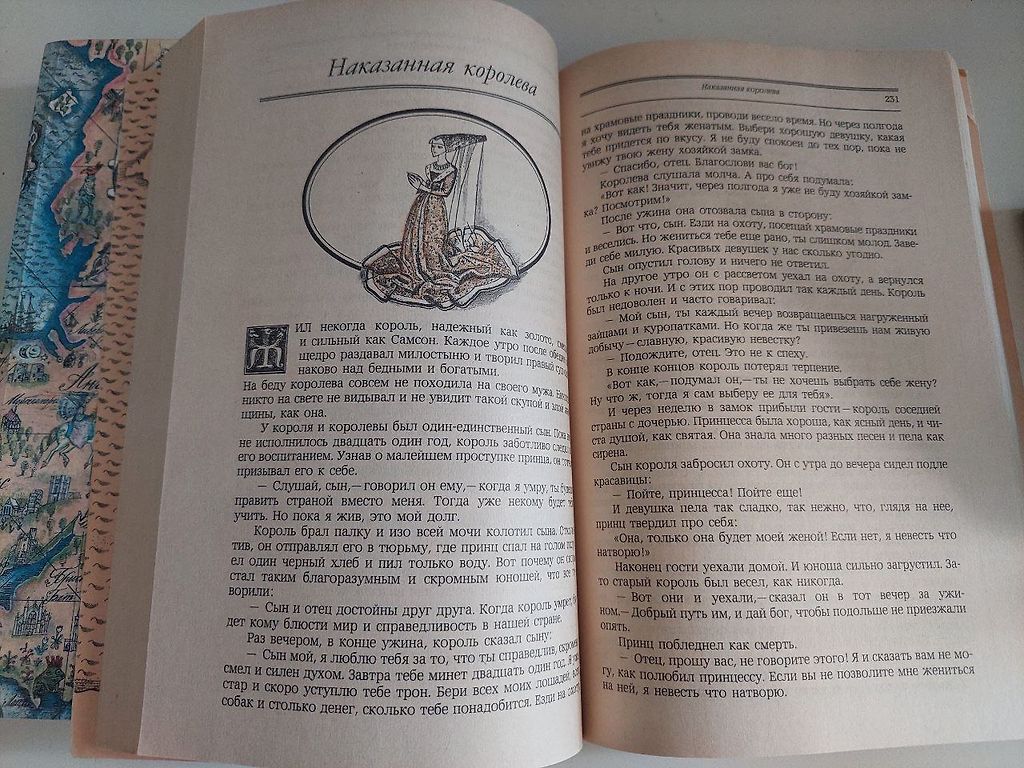 Наказанная королева
ИЛ некогда король, надежный как золото,
и сильный как Самсон. Каждое утро после
щедро раздавал милостыню и творил правый
наково над бедными и богатыми.
На беду королева совсем не походила на своего мужа.
никто на свете не видывал и не увидит такой скупой и злой
щины, как она.
У короля и королевы был один-единственный сын. Пока
не исполнилось двадцать один год, король заботливо
его воспитанием. Узнав о малейшем проступке принца, он
призывал его к себе.
— Слушай, сын,—говорил он ему,—когда я умру, ты
править страной вместо меня. Тогда уже некому будет
учить. Но пока я жив, это мой долг.
Король брал палку и изо всей мочи колотил сына.
тив, он отправлял его в тюрьму, где принц спал на голом
ел один черный хлеб и пил только воду. Вот почему он
стал таким благоразумным и скромным юношей, что все
ворили:
— Сын и отец достойны друг друга. Когда король умрет,
дет кому блюсти мир и справедливость в нашей стране.
Раз вечером, в конце ужина, король сказал сыну:
— Сын мой, я люблю тебя за то, что ты справедлив,
смел и силен духом. Завтра тебе минет двадцать один год. Я
стар и скоро уступлю тебе трон. Бери всех моих лошадей,
собак и столько денег, сколько тебе понадобится. Езди на
Наказанная королева
231
на храмовые праздники, проводи весело время. Но через полгода
я хочу видеть тебя женатым. Выбери хорошую девушку, какая
тебе придется по вкусу. Я не буду спокоен до тех пор, пока не
увижу твою жену хозяйкой замка.
— Спасибо, отец. Благослови вас бог!
Королева слушала молча. А про себя подумала:
«Вот как! Значит, через полгода я уже не буду хозяйкой зам-
ка? Посмотрим!»
После ужина она отозвала сына в сторону:
— Вот что, сын. Езди на охоту, посещай храмовые праздники
и веселись. Но жениться тебе еще рано, ты слишком молод. Заве-
ди себе милую. Красивых девушек у нас сколько угодно.
Сын опустил голову и ничего не ответил.
На другое утро он с рассветом уехал на охоту, а вернулся
только к ночи. И с этих пор проводил так каждый день. Король
был недоволен и часто говаривал:
— Мой сын, ты каждый вечер возвращаешься нагруженный
зайцами и куропатками. Но когда же ты привезешь нам живую
добычу—славную, красивую невестку?
— Подождите, отец. Это не к спеху.
В конце концов король потерял терпение.
«Вот как,—подумал он,—ты не хочешь выбрать себе жену?
Ну что ж, тогда я сам выберу ее для тебя».
И через неделю в замок прибыли гости—король соседней
страны с дочерью. Принцесса была хороша, как ясный день, и чи-
ста душой, как святая. Она знала много разных песен и пела как
сирена.
Сын короля забросил охоту. Он с утра до вечера сидел подле
красавицы:
— Пойте, принцесса! Пойте еще!
И девушка пела так сладко, так нежно, что, глядя на нее,
принц твердил про себя:
«Она, только она будет моей женой! Если нет, я невесть что
натворю!»
Наконец гости уехали домой. И юноша сильно загрустил. За-
то старый король был весел, как никогда.
— Вот они и уехали,—сказал он в тот вечер за ужи-
ном.—Добрый путь им, и дай бог, чтобы подольше не приезжали
опять.
Принц побледнел как смерть.
— Отец, прошу вас, не говорите этого! Я и сказать вам не мо-
гу, как полюбил принцессу. Если вы не позволите мне жениться
на ней, я невесть что натворю.